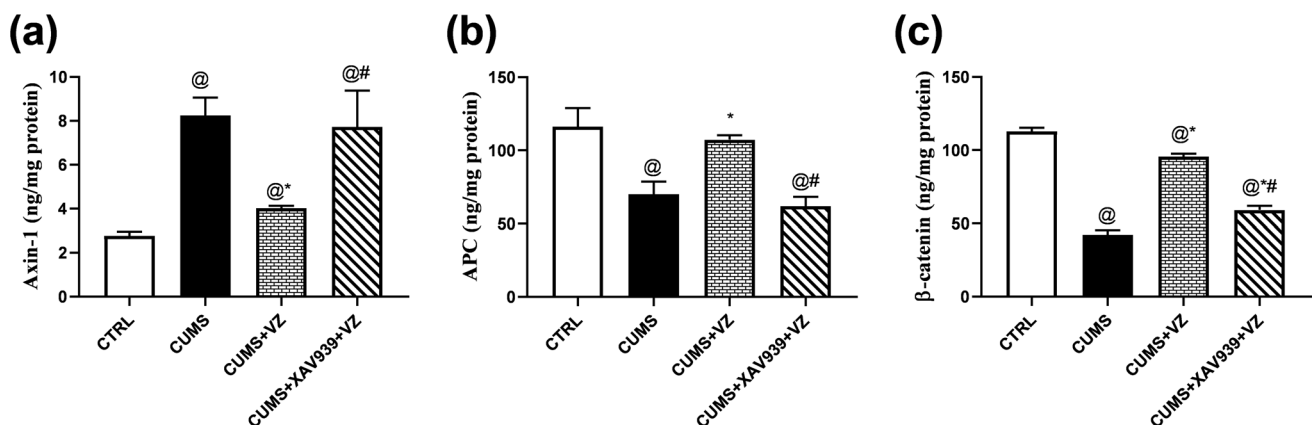 (a)
Axin-1 (ng/mg protein)
10
8
6
4
2
0
@
@*
@#
CTRL
CUMS
CUMS+VZ
CUMS+XAV939+VZ
(b)
APC (ng/mg protein)
150
100
50
0
@
*
@#
CTRL
CUMS
CUMS+VZ
CUMS+XAV939+VZ
(c)
β-catenin (ng/mg protein)
150
100
50
0
@
@*
@*#
CTRL
CUMS
CUMS+VZ
CUMS+XAV939+VZ